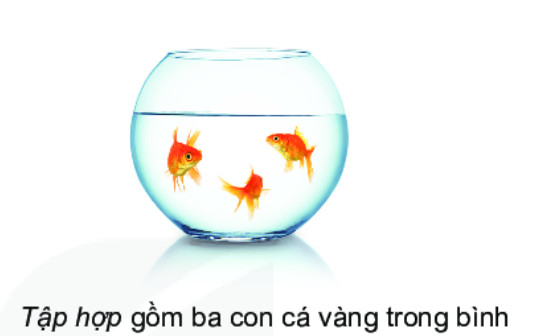 Tập hợp gồm ba con cá vàng trong bình